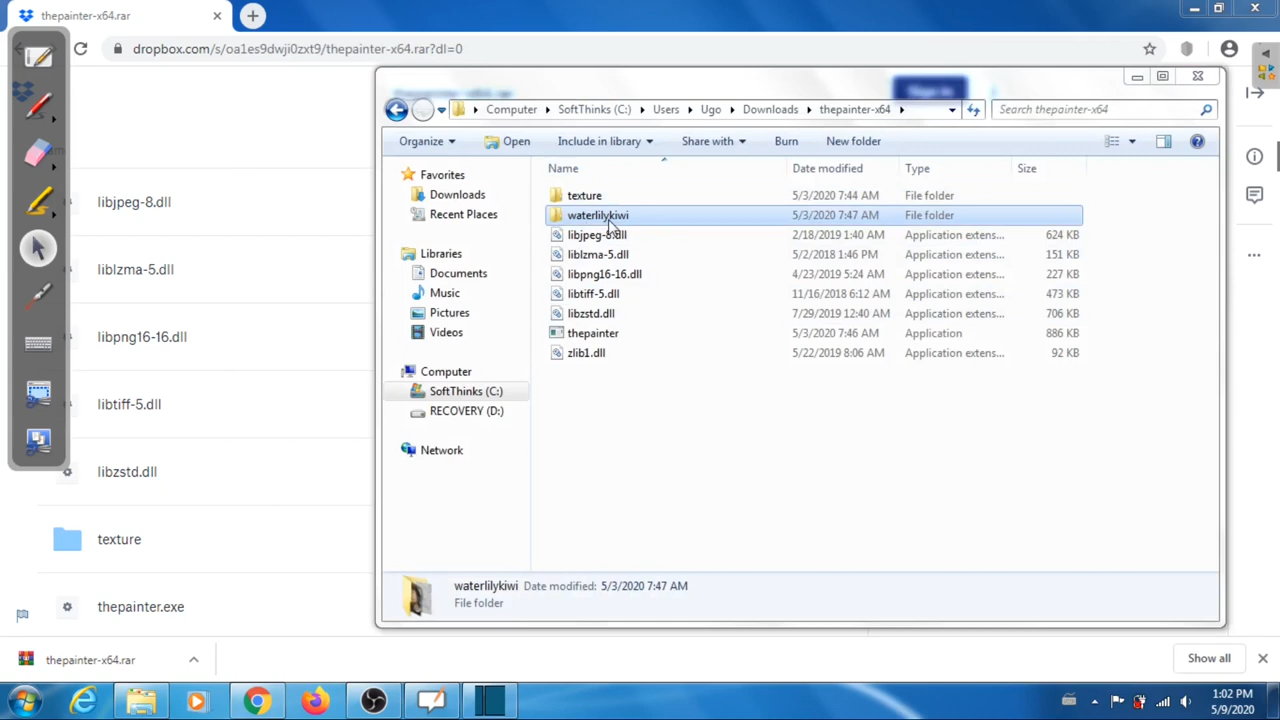 thepainter-x64.rar
dropbox.com/s/oa1es9dwji0zxt9/thepainter-x64.rar?dl=0
Computer SoftThinks (C:) Users Ugo Downloads thepainter-x64
Search thepainter-x64
Organize Open Include in library Share with Burn New folder
Favorites
Downloads
Recent Places
Libraries
Documents
Music
Pictures
Videos
Computer
SoftThinks (C:)
RECOVERY (D:)
Network
Name Date modified Type Size
texture 5/3/2020 7:44 AM File folder
waterlilykiwi 5/3/2020 7:47 AM File folder
libjpeg-8.dll 2/18/2019 1:40 AM Application extens... 624 KB
liblzma-5.dll 5/2/2018 1:46 PM Application extens... 151 KB
libpng16-16.dll 4/23/2019 5:24 AM Application extens... 227 KB
libtiff-5.dll 11/16/2018 6:12 AM Application extens... 473 KB
libzstd.dll 7/29/2019 12:40 AM Application extens... 706 KB
thepainter 5/3/2020 7:46 AM Application 886 KB
zlib1.dll 5/22/2019 8:06 AM Application extens... 92 KB
waterlilykiwi Date modified: 5/3/2020 7:47 AM
File folder
libjpeg-8.dll
liblzma-5.dll
libpng16-16.dll
libtiff-5.dll
libzstd.dll
texture
thepainter.exe
thepainter-x64.rar
Show all
1:02 PM
5/9/2020